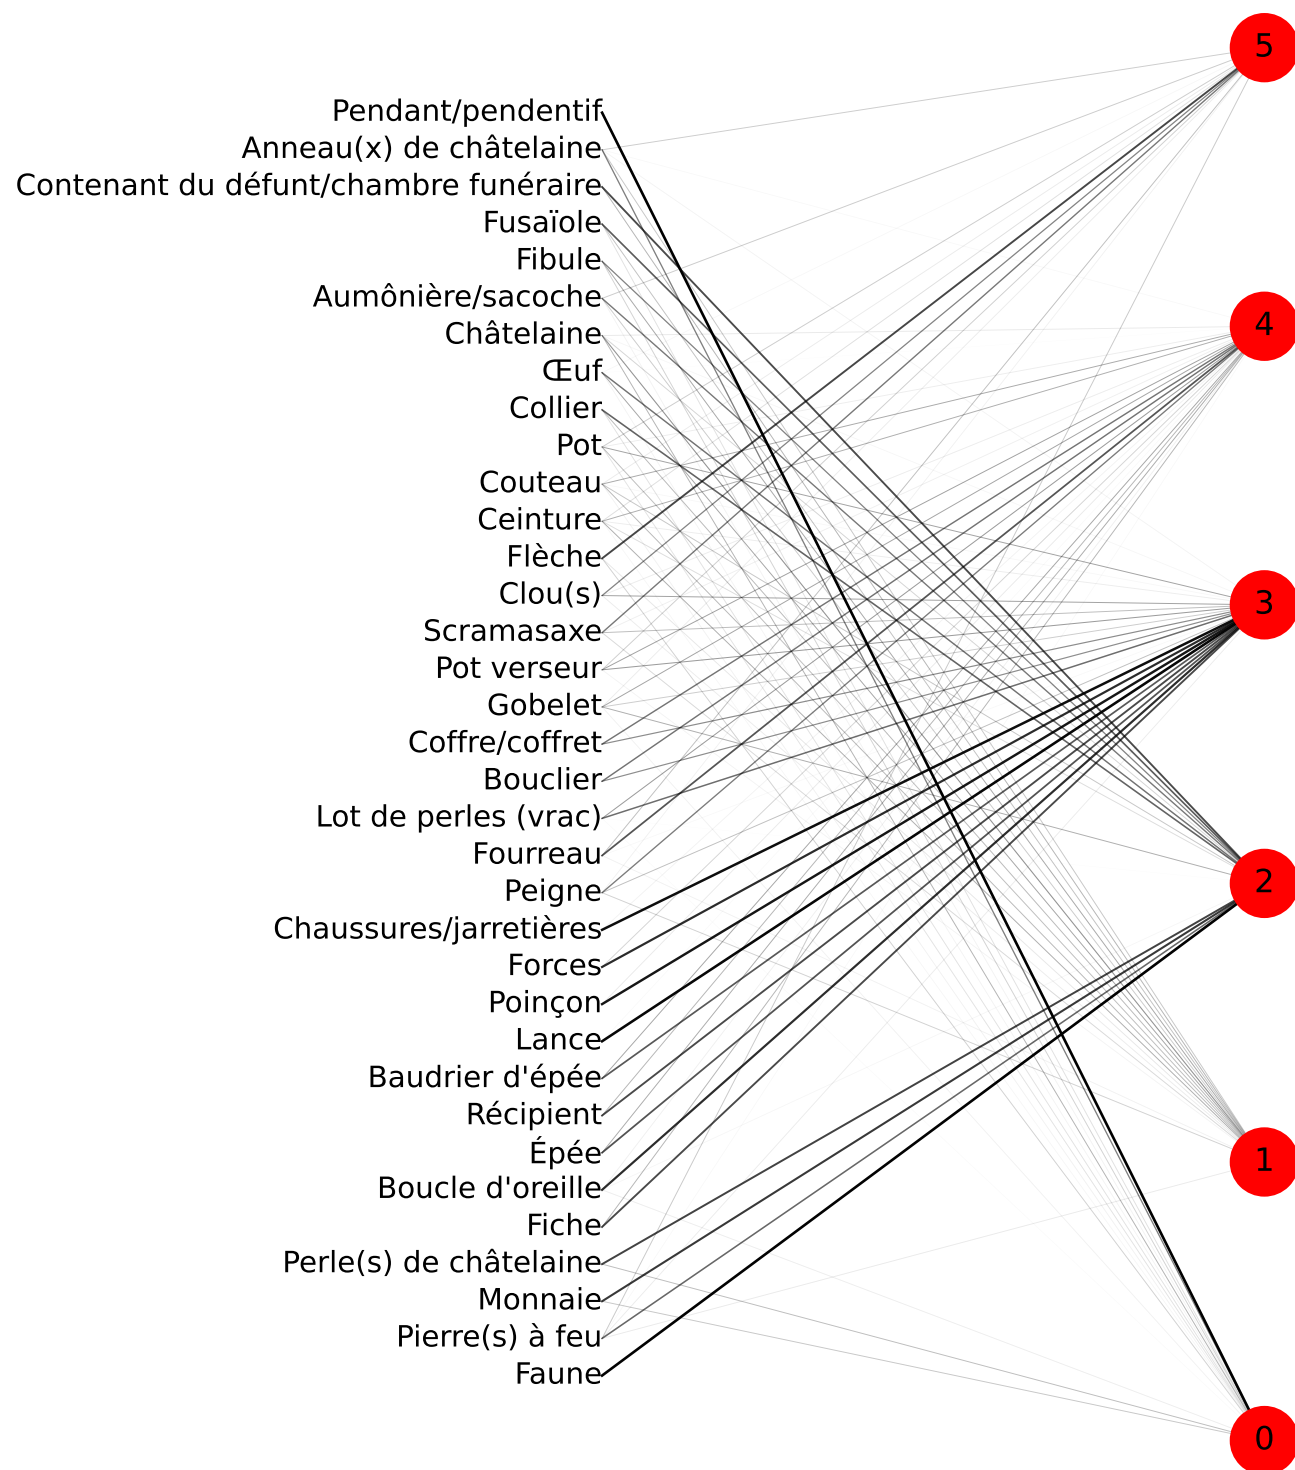 Pendant/pendentif
Anneau(x) de châtelaine
Contenant du défunt/chambre funéraire
Fusaïole
Fibule
Aumônière/sacoche
Châtelaine
Œuf
Collier
Pot
Couteau
Ceinture
Flèche
Clou(s)
Scramasaxe
Pot verseur
Gobelet
Coffre/coffret
Bouclier
Lot de perles (vrac)
Fourreau
Peigne
Chaussures/jarretières
Forces
Poinçon
Lance
Baudrier d'épée
Récipient
Épée
Boucle d'oreille
Fiche
Perle(s) de châtelaine
Monnaie
Pierre(s) à feu
Faune
5
4
3
2
1
0